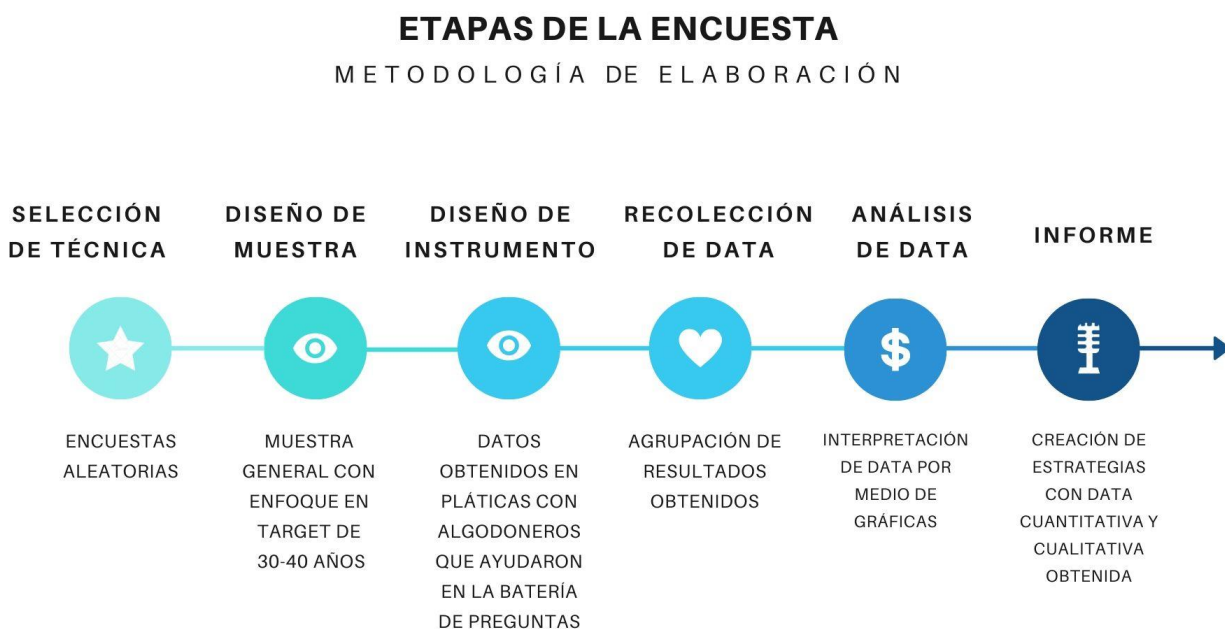 ETAPAS DE LA ENCUESTA
METODOLOGÍA DE ELABORACIÓN
SELECCIÓN
DE TÉCNICA
ENCUESTAS
ALEATORIAS
DISEÑO DE
MUESTRA
MUESTRA
GENERAL CON
ENFOQUE EN
TARGET DE
30-40 AÑOS
DISEÑO DE
INSTRUMENTO
DATOS
OBTENIDOS EN
PLÁTICAS CON
ALGODONEROS
QUE AYUDARON
EN LA BATERÍA
DE PREGUNTAS
RECOLECCIÓN
DE DATA
AGRUPACIÓN DE
RESULTADOS
OBTENIDOS
ANÁLISIS
DE DATA
INTERPRETACIÓN
DE DATA POR
MEDIO DE
GRÁFICAS
INFORME
CREACIÓN DE
ESTRATEGIAS
CON DATA
CUANTITATIVA Y
CUALITATIVA
OBTENIDA